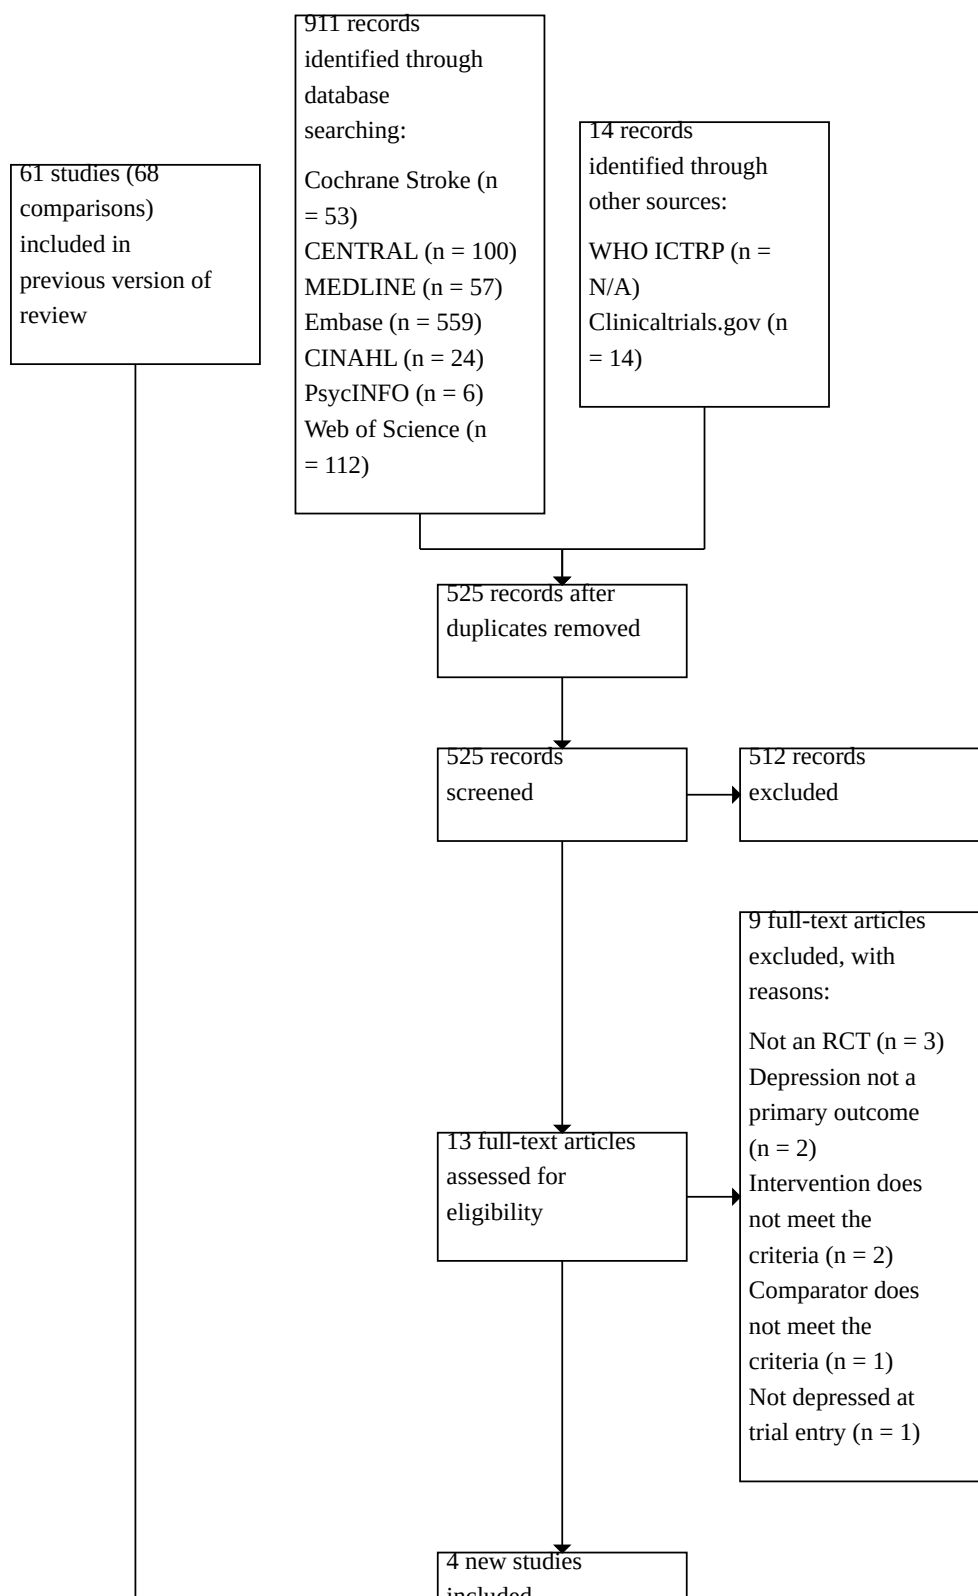 911 records
identified through
database
searching:
Cochrane Stroke (n
= 53)
CENTRAL (n = 100)
MEDLINE (n = 57)
Embase (n = 559)
CINAHL (n = 24)
PsycINFO (n = 6)
Web of Science (n
= 112)
14 records
identified through
other sources:
WHO ICTRP (n =
N/A)
Clinicaltrials.gov (n
= 14)
61 studies (68
comparisons)
included in
previous version of
review
525 records after
duplicates removed
525 records
screened
512 records
excluded
9 full-text articles
excluded, with
reasons:
Not an RCT (n = 3)
Depression not a
primary outcome
(n = 2)
Intervention does
not meet the
criteria (n = 2)
Comparator does
not meet the
criteria (n = 1)
Not depressed at
trial entry (n = 1)
13 full-text articles
assessed for
eligibility
4 new studies
included